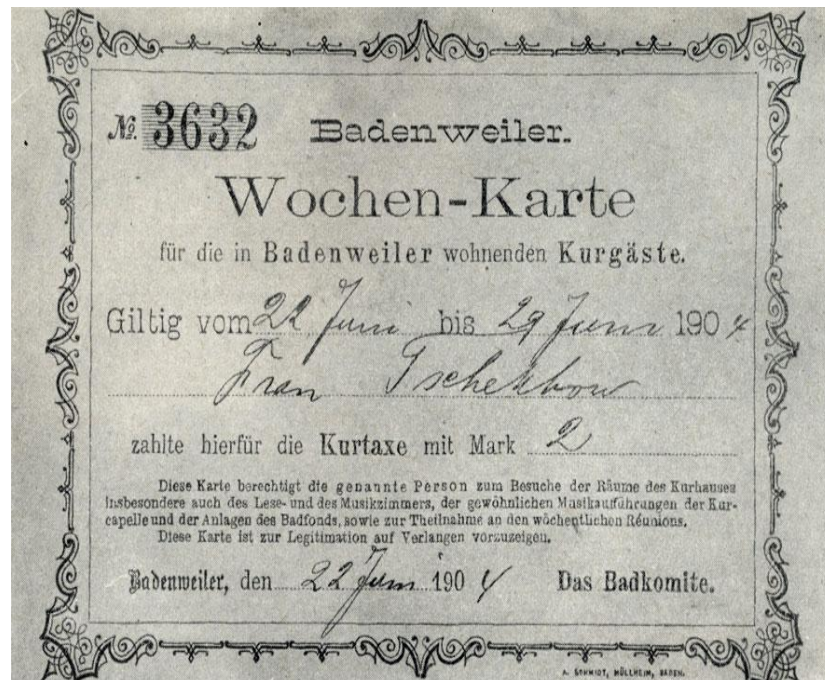 №. 3632 Badenweiler.
Wochen-Karte
für die in Badenweiler wohnenden Kurgäste.
Giltig vom 22 Juni bis 29 Juni 1904
Frau Tschekhow
zahlte hierfür die Kurtaxe mit Mark 2
Diese Karte berechtigt die genannte Person zum Besuche der Räume des Kurhauses
insbesondere auch des Lese- und des Musikzimmers, der gewöhnlichen Musikaufführungen der Kur-
capelle und der Anlagen des Badfonds, sowie zur Theilnahme an den wöchentlichen Réunions.
Diese Karte ist zur Legitimation auf Verlangen vorzuzeigen.
Badenweiler, den 22 Juni 1904 Das Badkomite.
A. SCHMIDT, MÜLLHEIM, BADEN.